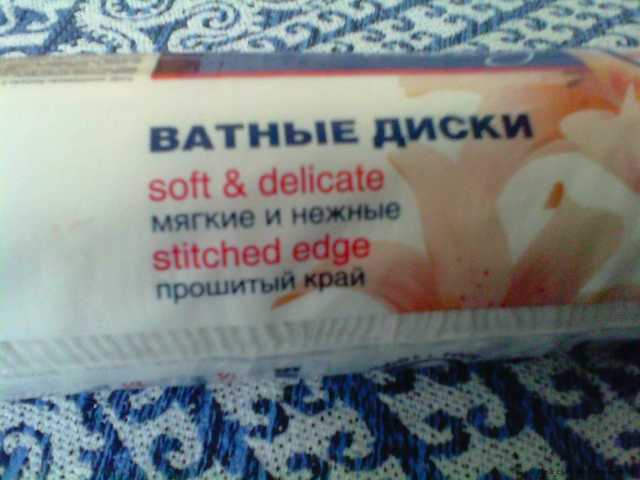 ВАТНЫЕ ДИСКИ
soft & delicate
мягкие и нежные
stitched edge
прошитый край